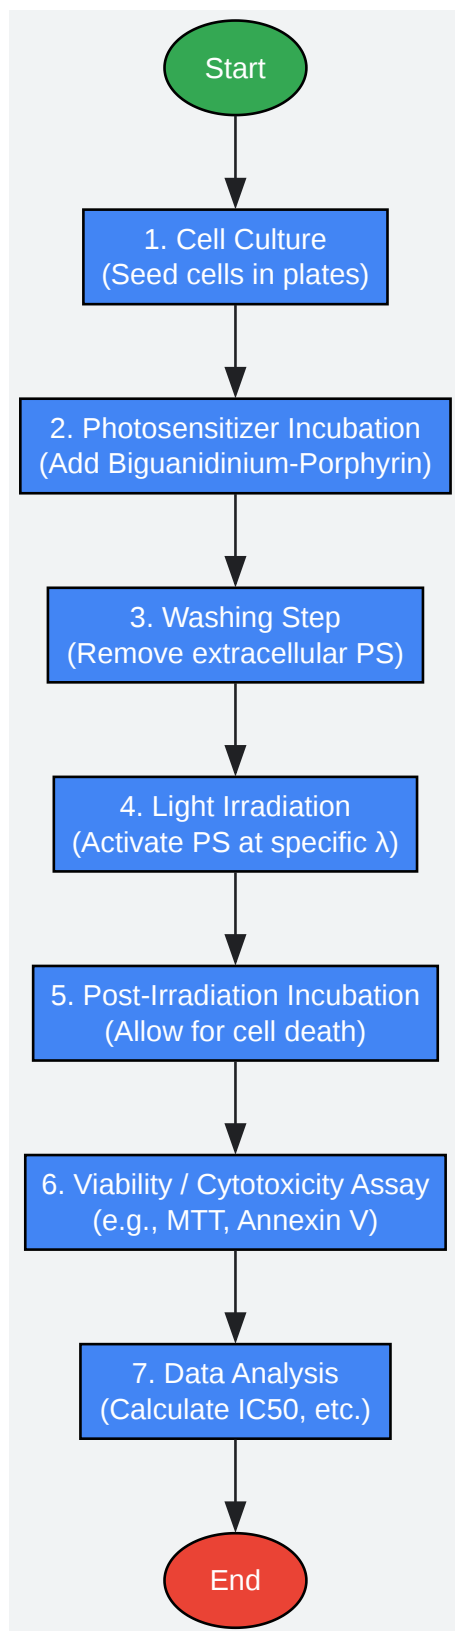 Start
1. Cell Culture
(Seed cells in plates)
2. Photosensitizer Incubation
(Add Biguanidinium-Porphyrin)
3. Washing Step
(Remove extracellular PS)
4. Light Irradiation
(Activate PS at specific λ)
5. Post-Irradiation Incubation
(Allow for cell death)
6. Viability / Cytotoxicity Assay
(e.g., MTT, Annexin V)
7. Data Analysis
(Calculate IC50, etc.)
End